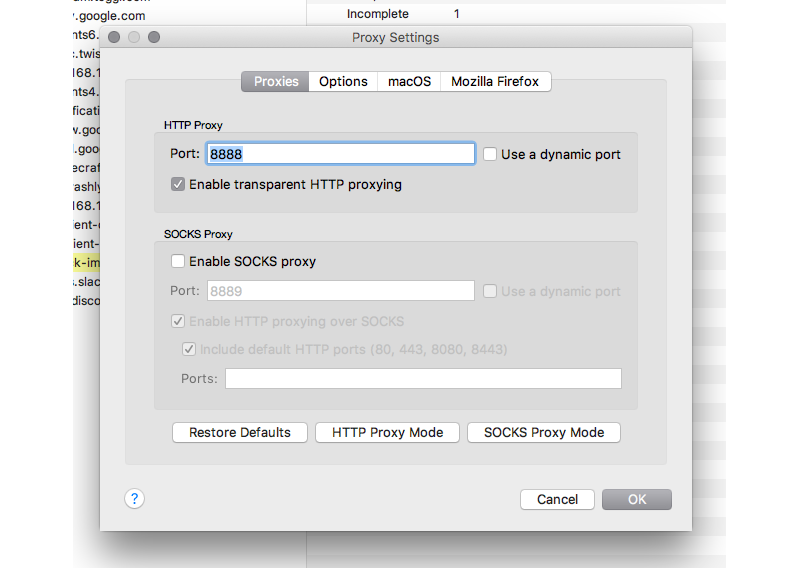 .google.com
Incomplete 1
nts6.
Proxy Settings
c.twis
168.1
Proxies Options macOS Mozilla Firefox
nts4.
ficati
HTTP Proxy
w.goo
Port: 8888 Use a dynamic port
.goo
ecraf
Enable transparent HTTP proxying
rashly
168.1
ient-c
SOCKS Proxy
ient-
k-im
Enable SOCKS proxy
s.slac
Port: 8889 Use a dynamic port
disco
Enable HTTP proxying over SOCKS
Include default HTTP ports (80, 443, 8080, 8443)
Ports:
Restore Defaults HTTP Proxy Mode SOCKS Proxy Mode
? Cancel OK